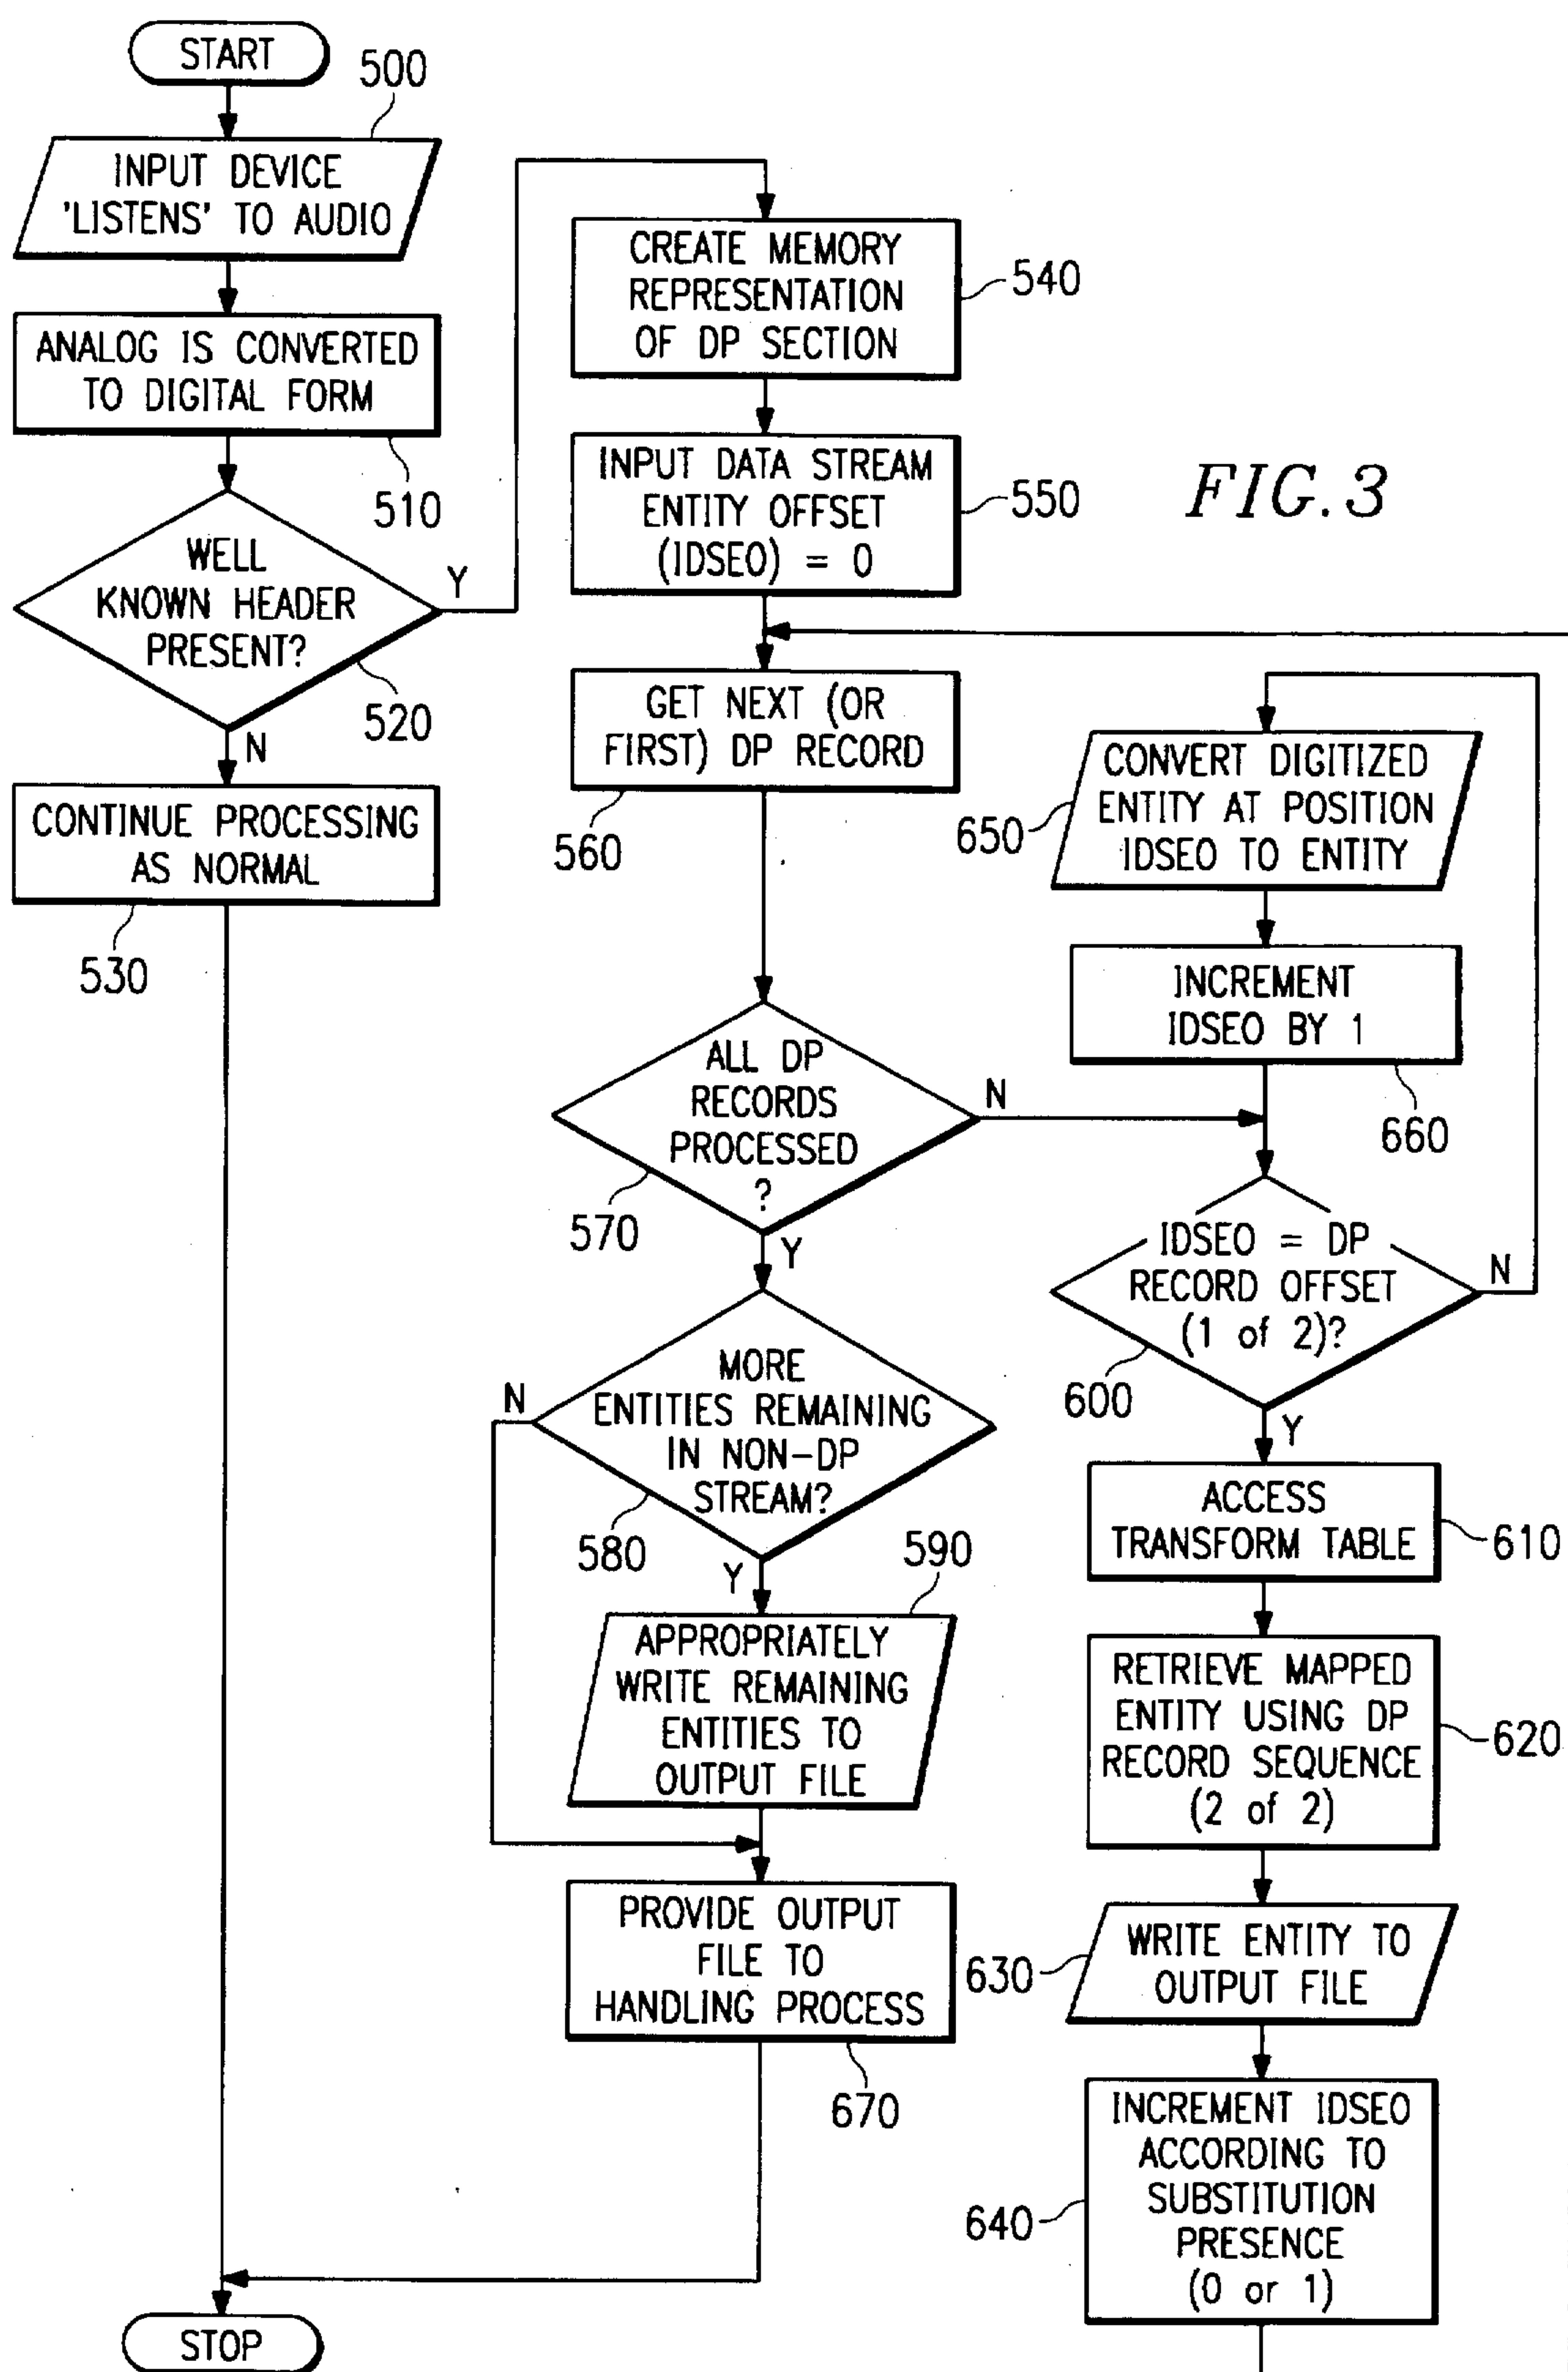 START
500
INPUT DEVICE
'LISTENS' TO AUDIO
ANALOG IS CONVERTED
TO DIGITAL FORM
510
WELL
KNOWN HEADER
PRESENT?
Y
520
N
CONTINUE PROCESSING
AS NORMAL
530
CREATE MEMORY
REPRESENTATION
OF DP SECTION
540
INPUT DATA STREAM
ENTITY OFFSET
(IDSEO) = 0
550
FIG. 3
GET NEXT (OR
FIRST) DP RECORD
560
ALL DP
RECORDS
PROCESSED
?
N
570
Y
MORE
ENTITIES REMAINING
IN NON-DP
STREAM?
N
580
Y
590
APPROPRIATELY
WRITE REMAINING
ENTITIES TO
OUTPUT FILE
PROVIDE OUTPUT
FILE TO
HANDLING PROCESS
670
CONVERT DIGITIZED
ENTITY AT POSITION
IDSEO TO ENTITY
650
INCREMENT
IDSEO BY 1
660
IDSEO = DP
RECORD OFFSET
(1 of 2)?
N
600
Y
ACCESS
TRANSFORM TABLE
610
RETRIEVE MAPPED
ENTITY USING DP
RECORD SEQUENCE
(2 of 2)
620
WRITE ENTITY TO
OUTPUT FILE
630
INCREMENT IDSEO
ACCORDING TO
SUBSTITUTION
PRESENCE
(0 or 1)
640
STOP